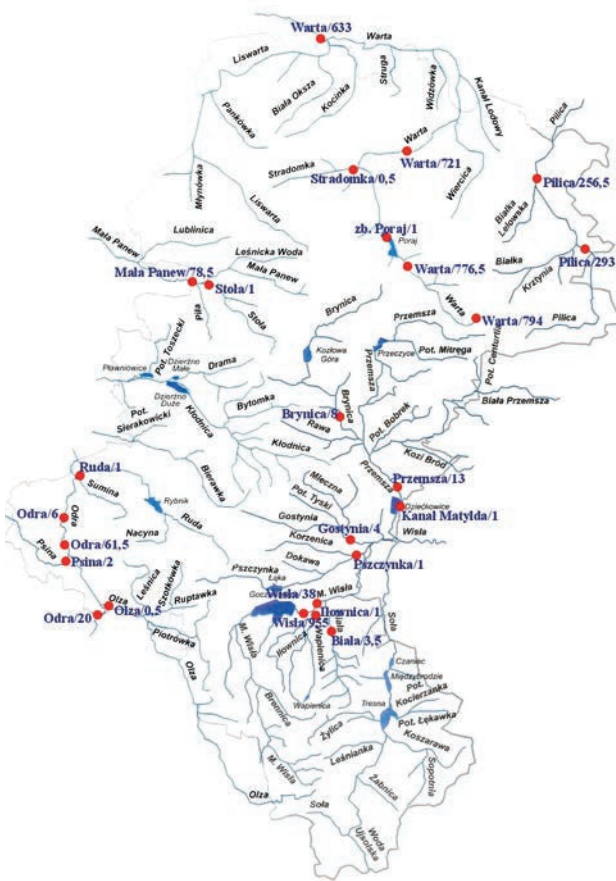 Warta/633
Warta
Liswarta
Struga
Widzówka
Kanał Lodowy
Biała Oksza
Kocinka
Pankówka
Pilica
Warta
Warta/721
Stradomka
Stradomka/0,5
Wiercica
Pilica/256,5
Młynówka
Liswarta
Białka
Lelowska
zb. Poraj/1
Poraj
Lublinica
Mała Panew
Leśnicka Woda
Mała Panew
Białka
Pilica/293
Warta/776,5
Krztynia
Mała Panew/78,5
Stoła/1
Piła
Stoła
Brynica
Przemsza
Warta
Warta/794
Pilica
Pot. Toszecki
Pot. Centuria
Kozłowa
Góra
Przeczyce
Pot. Mitręga
Przemsza
Dzierżno
Małe
Drama
Pławniowice
Dzierżno
Duże
Kłodnica
Bytomka
Brynica
Biała Przemsza
Pot.
Sierakowicki
Brynica/8
Rawa
Pot. Bobrek
Kłodnica
Kozi Bród
Bierawka
Przemsza
Przemsza/13
Ruda/1
Sumina
Mleczna
Pot. Tyski
Dziećkowice
Kanał Matylda/1
Rybnik
Ruda
Odra/6
Odra
Gostynia
Gostynia/4
Wisła
Nacyna
Korzenica
Odra/61,5
Psina
Psina/2
Dokawa
Pszczynka/1
Pszczynka
Leśnica
Szotkówka
Łąka
Ruptawka
Olza
Wisła/38
M. Wisła
Odra/20
Olza/0,5
Iłownica/1
Wisła/955
Soła
Piotrówka
Biała
Biała/3,5
Wapienica
M. Wisła
Iłownica
Olza
Czaniec
Międzybrodzie
Pot.
Kocierzanka
Wapienica
Brennica
Tresna
Pot. Łękawka
Żylica
Koszarawa
Leśnianka
M. Wisła
Sopotnia
Żabnica
Olza
Soła
Woda
Ujsolska